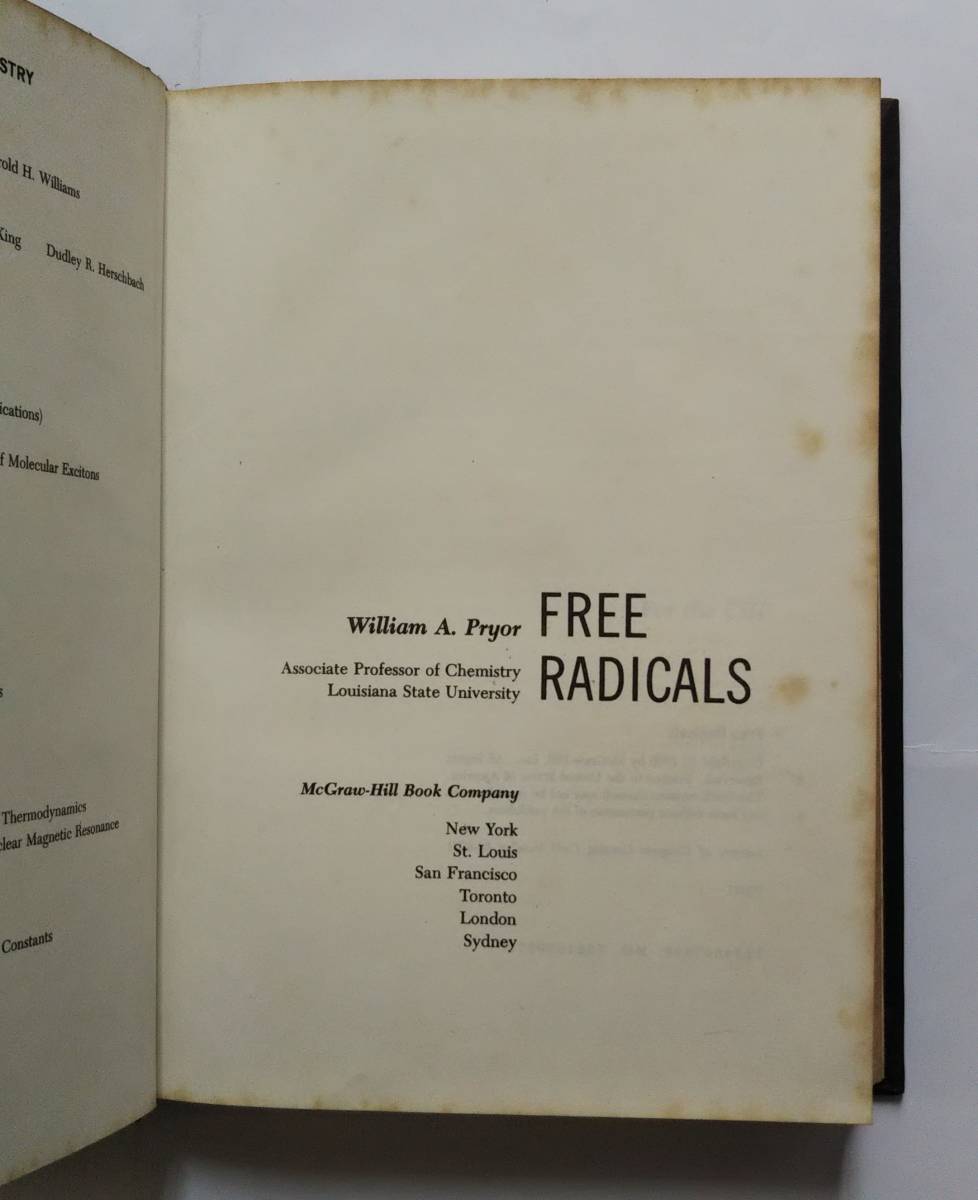 STRY
rold H. Williams
King Dudley R. Herschbach
ications)
f Molecular Excitons
s
Thermodynamics
lear Magnetic Resonance
Constants
William A. Pryor
Associate Professor of Chemistry
Louisiana State University
FREE
RADICALS
McGraw-Hill Book Company
New York
St. Louis
San Francisco
Toronto
London
Sydney